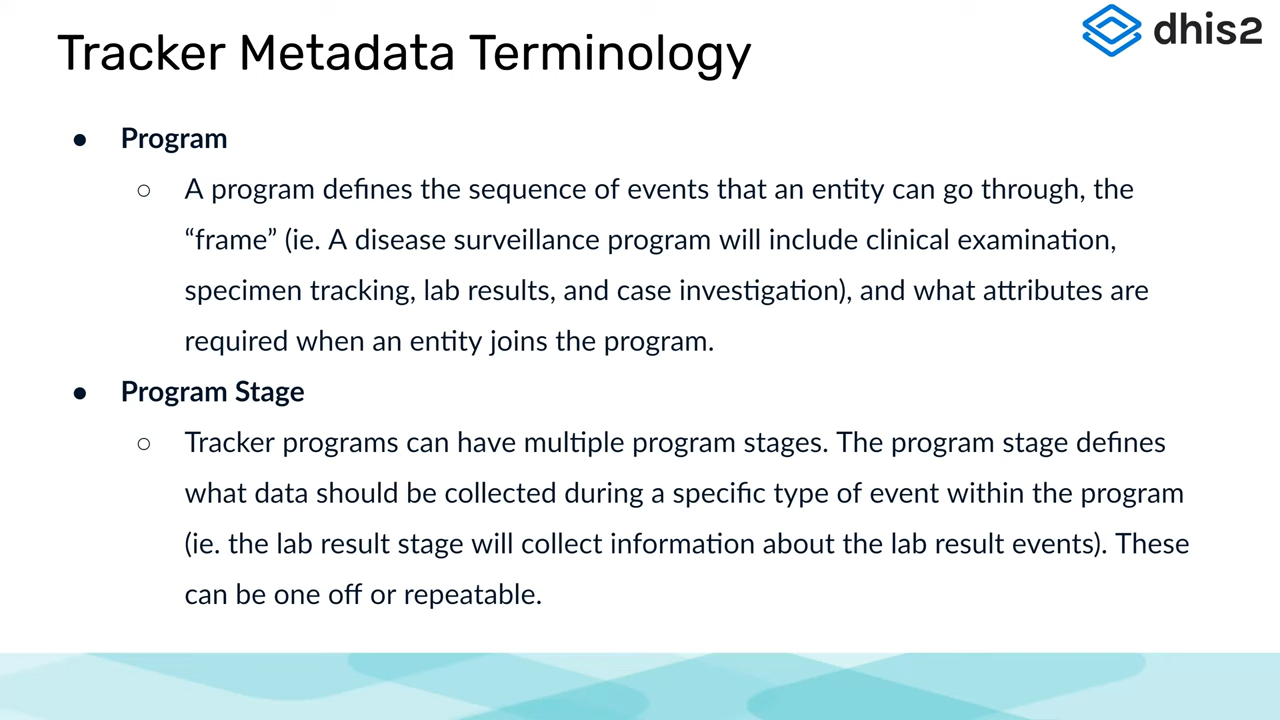 Tracker Metadata Terminology
dhis2
● Program
○ A program defines the sequence of events that an entity can go through, the
“frame” (ie. A disease surveillance program will include clinical examination,
specimen tracking, lab results, and case investigation), and what attributes are
required when an entity joins the program.
● Program Stage
○ Tracker programs can have multiple program stages. The program stage defines
what data should be collected during a specific type of event within the program
(ie. the lab result stage will collect information about the lab result events). These
can be one off or repeatable.